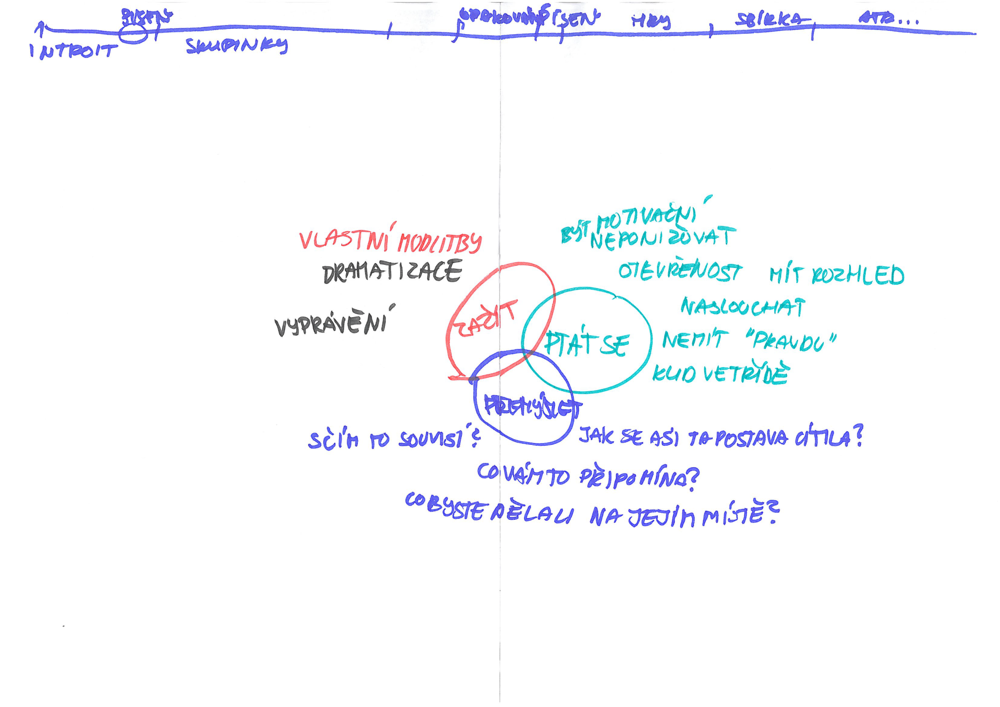 PÍSEŇ OPAKOVÁNÍ PÍSEŇ HRY SBÍRKA ATD...
INTROIT SKUPINKY
BÝT MOTIVAČNÍ
NEPONIŽOVAT
VLASTNÍ MODLITBY
DRAMATIZACE
OTEVŘENOST MÍT ROZHLED
NASLOUCHAT
VYPRÁVĚNÍ
ZAŽÍT
PTÁT SE
NEMÍT "PRAVDU"
KLID VE TŘÍDĚ
PŘEMÝŠLET
S ČÍM TO SOUVISÍ?
JAK SE ASI TA POSTAVA CÍTILA?
CO VÁM TO PŘIPOMÍNÁ?
CO BYSTE DĚLALI NA JEJÍM MÍSTĚ?